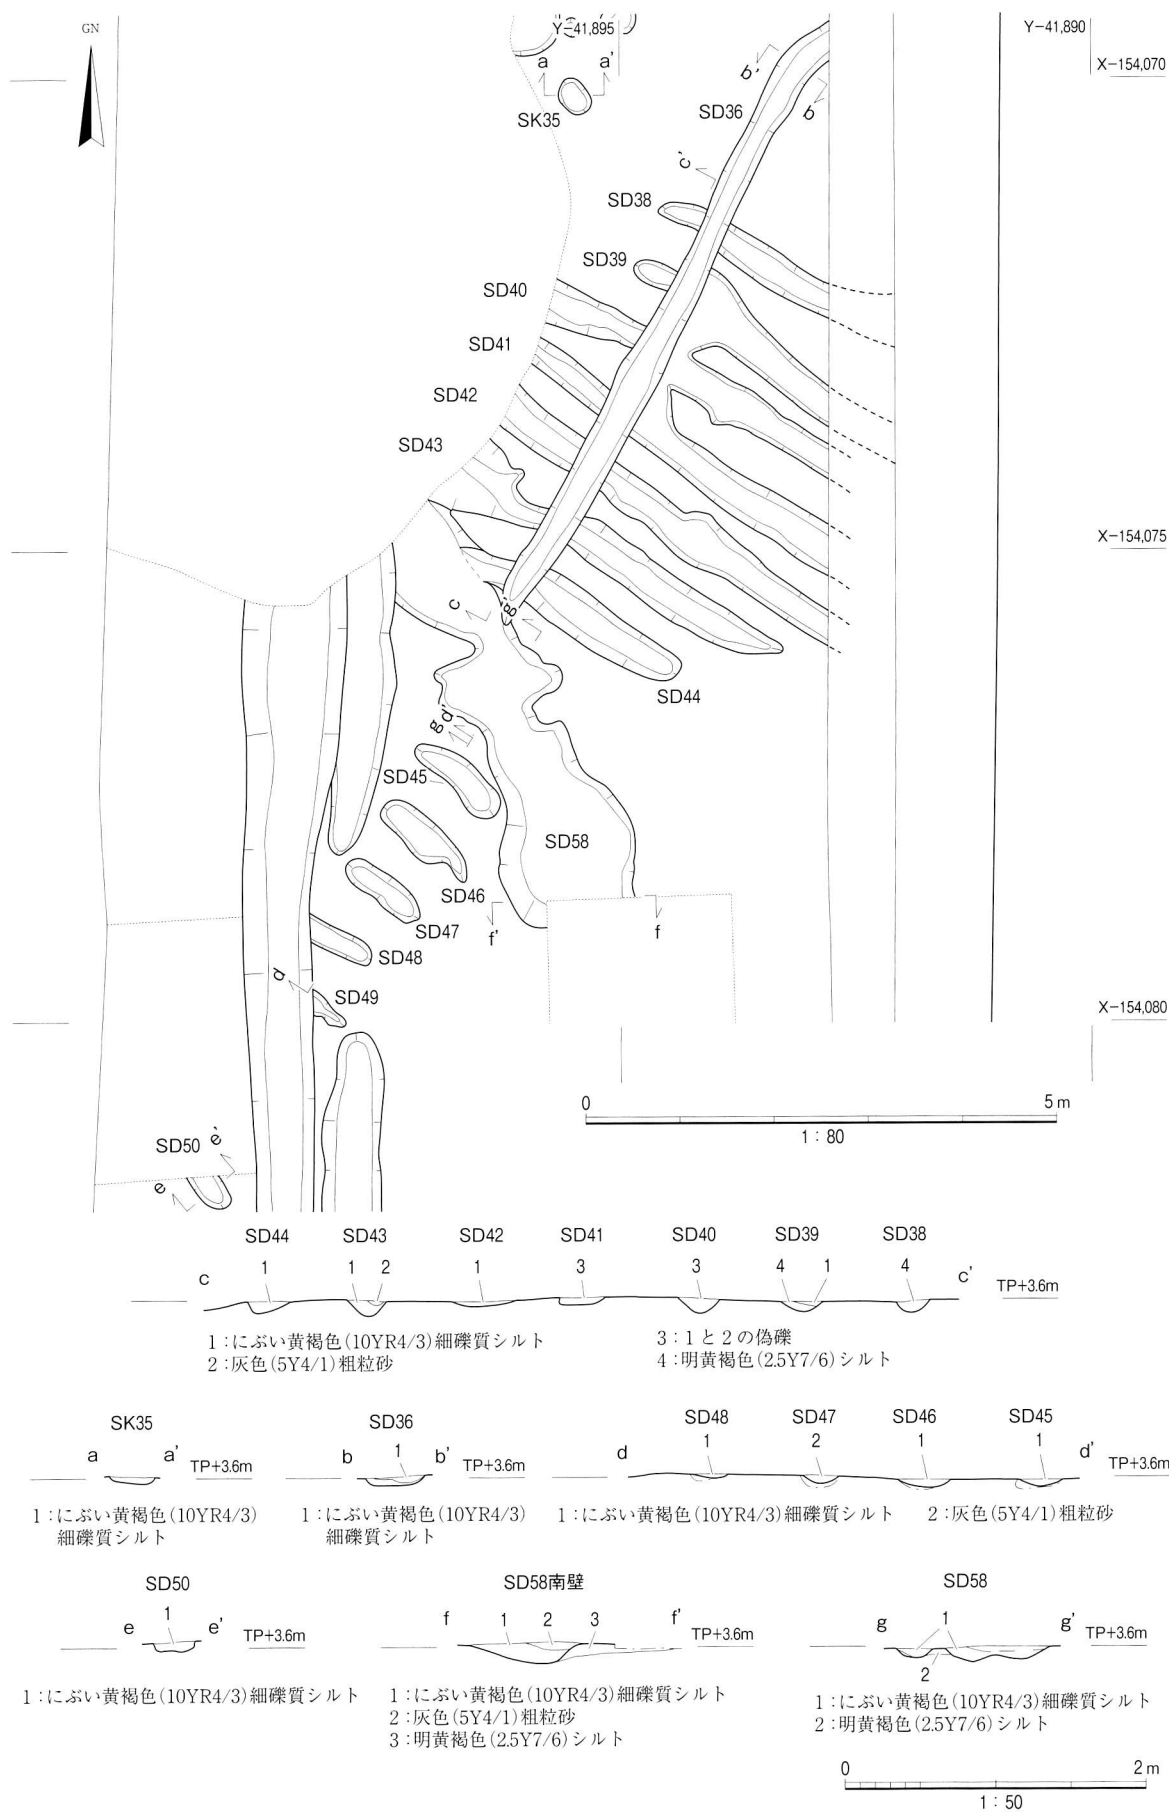 GN
Y-41,895
Y-41,890
X-154,070
a
a'
b'
b
SK35
SD36
c'
SD38
SD39
SD40
SD41
SD42
SD43
X-154,075
c
g'
SD44
g
d'
SD45
SD58
SD46
SD47
f'
f
SD48
d
SD49
X-154,080
0
5m
1:80
SD50
e'
e
SD44
SD43
SD42
SD41
SD40
SD39
SD38
1
1
2
1
3
3
4
1
4
c
c'
TP+3.6m
1:にぶい黄褐色(10YR4/3)細礫質シルト
2:灰色(5Y4/1)粗粒砂
3:1と2の偽礫
4:明黄褐色(2.5Y7/6)シルト
SK35
a
a'
TP+3.6m
1:にぶい黄褐色(10YR4/3)
細礫質シルト
SD36
1
b
b'
TP+3.6m
1:にぶい黄褐色(10YR4/3)
細礫質シルト
SD48
SD47
SD46
SD45
1
2
1
1
d
d'
TP+3.6m
1:にぶい黄褐色(10YR4/3)細礫質シルト
2:灰色(5Y4/1)粗粒砂
SD50
1
e
e'
TP+3.6m
1:にぶい黄褐色(10YR4/3)細礫質シルト
SD58南壁
f
1
2
3
f'
TP+3.6m
1:にぶい黄褐色(10YR4/3)細礫質シルト
2:灰色(5Y4/1)粗粒砂
3:明黄褐色(2.5Y7/6)シルト
SD58
g
1
g'
TP+3.6m
2
1:にぶい黄褐色(10YR4/3)細礫質シルト
2:明黄褐色(2.5Y7/6)シルト
0
2m
1:50